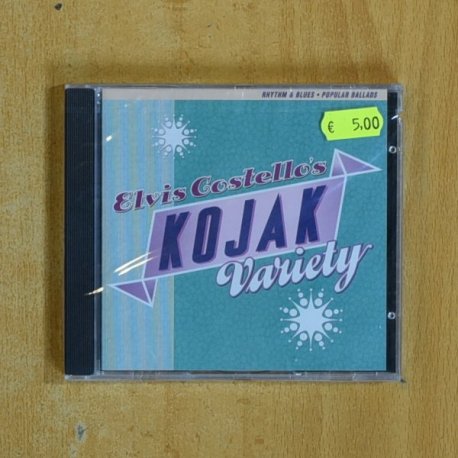 RHYTHM & BLUES • POPULAR BALLADS
€ 5,00
Elvis Costello's
KOJAK
Variety